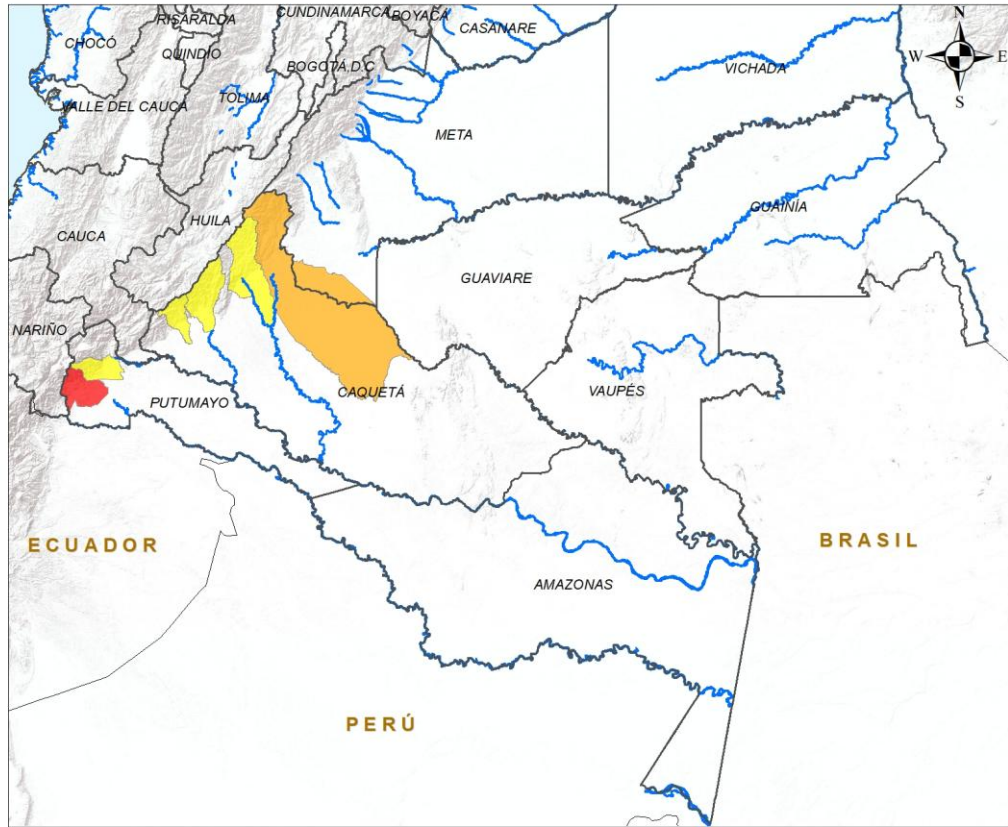 CUNDINAMARCA
BOYACÁ
RISARALDA
CASANARE
N
CHOCÓ
QUINDÍO
BOGOTÁ D.C
VICHADA
W
E
S
VALLE DEL CAUCA
TOLIMA
META
HUILA
GUAINÍA
CAUCA
GUAVIARE
NARIÑO
CAQUETÁ
VAUPÉS
PUTUMAYO
ECUADOR
BRASIL
AMAZONAS
PERÚ